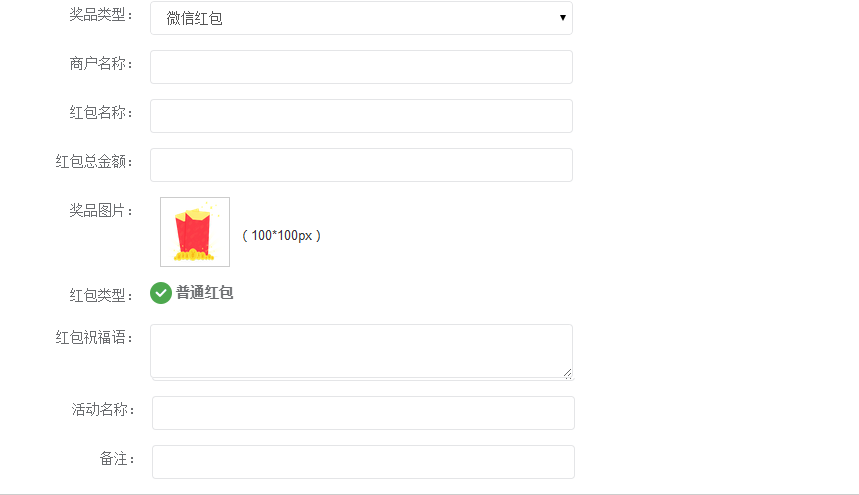 奖品类型： 微信红包
商户名称：
红包名称：
红包总金额：
奖品图片： （100*100px）
红包类型： 普通红包
红包祝福语：
活动名称：
备注：